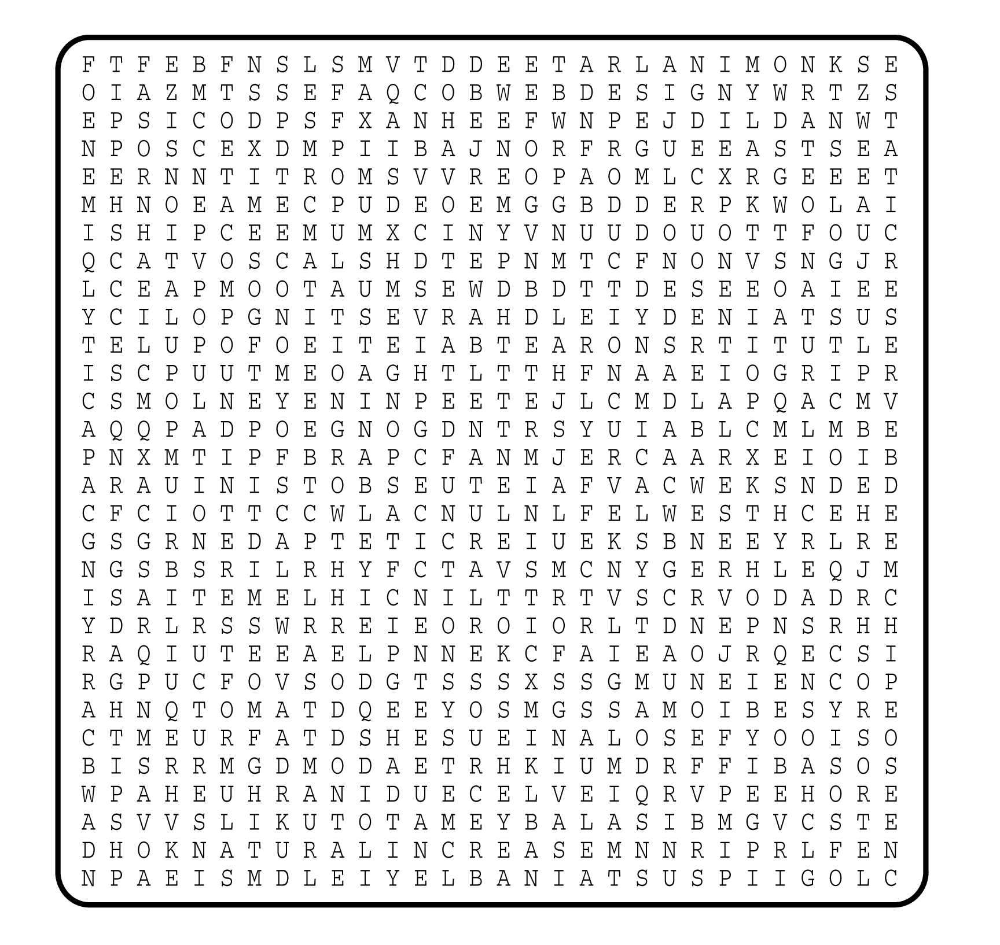 F T F E B F N S L S M V T D D E E T A R L A N I M O N K S E
O I A Z M T S S E F A Q C O B W E B D E S I G N Y W R T Z S
E P S I C O D P S F X A N H E E F W N P E J D I L D A N W T
N P O S C E X D M P I I B A J N O R F R G U E E A S T S E A
E E R N N T I T R O M S V V R E O P A O M L C X R G E E E T
M H N O E A M E C P U D E O E M G G B D D E R P K W O L A I
I S H I P C E E M U M X C I N Y V N U U D O U O T T F O U C
Q C A T V O S C A L S H D T E P N M T C F N O N V S N G J R
L C E A P M O O T A U M S E W D B D T T D E S E E O A I E E
Y C I L O P G N I T S E V R A H D L E I Y D E N I A T S U S
T E L U P O F O E I T E I A B T E A R O N S R T I T U T L E
I S C P U U T M E O A G H T L T T H F N A A E I O G R I P R
C S M O L N E Y E N I N P E E T E J L C M D L A P Q A C M V
A Q Q P A D P O E G N O G D N T R S Y U I A B L C M L M B E
P N X M T I P F B R A P C F A N M J E R C A A R X E I O I B
A R A U I N I S T O B S E U T E I A F V A C W E K S N D E D
C F C I O T T C C W L A C N U L N L F E L W E S T H C E H E
G S G R N E D A P T E T I C R E I U E K S B N E E Y R L R E
N G S B S R I L R H Y F C T A V S M C N Y G E R H L E Q J M
I S A I T E M E L H I C N I L T T R T V S C R V O D A D R C
Y D R L R S S W R R E I E O R O I O R L T D N E P N S R H H
R A Q I U T E E A E L P N N E K C F A I E A O J R Q E C S I
R G P U C F O V S O D G T S S S X S S G M U N E I E N C O P
A H N Q T O M A T D Q E E Y O S M G S S A M O I B E S Y R E
C T M E U R F A T D S H E S U E I N A L O S E F Y O O I S O
B I S R R M G D M O D A E T R H K I U M D R F F I B A S O S
W P A H E U H R A N I D U E C E L V E I Q R V P E E H O R E
A S V V S L I K U T O T A M E Y B A L A S I B M G V C S T E
D H O K N A T U R A L I N C R E A S E M N N R I P R L F E N
N P A E I S M D L E I Y E L B A N I A T S U S P I I G O L C